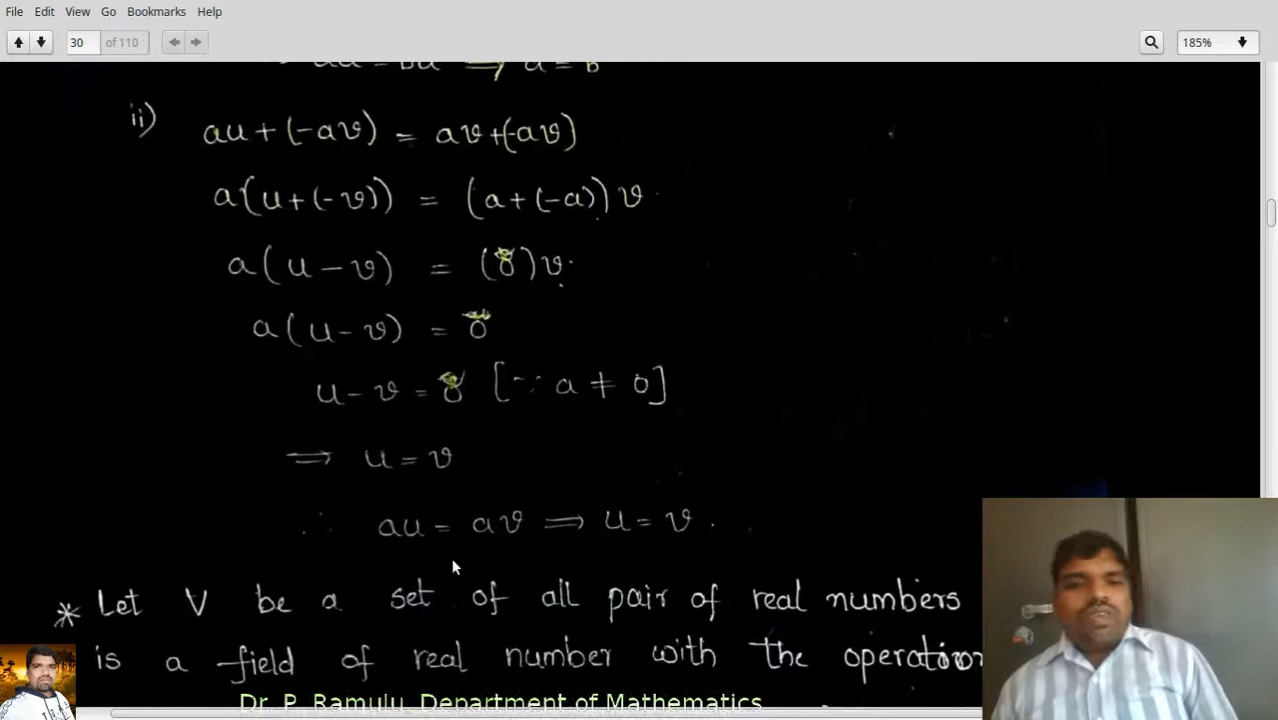 File Edit View Go Bookmarks Help
30 of 110 185%
au = bu ⟹ a = b
ii) au + (-av) = av + (-av)
a(u + (-v)) = (a + (-a)) v
a(u - v) = (0̄) v
a(u - v) = 0̄
u - v = 0̄ [∵ a ≠ 0]
⟹ u = v
∴ au = av ⟹ u = v.
* Let V be a set of all pair of real numbers
is a field of real number with the operation
Dr. P. Ramulu, Department of Mathematics